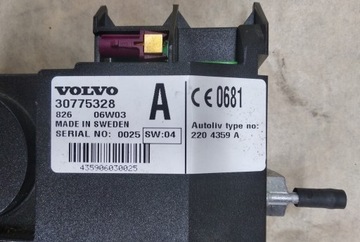 VOLVO
30775328
826 06W03
MADE IN SWEDEN
SERIAL NO: 0025 SW:04
A
CE 0681
Autoliv type no:
220 4359 A
435906030025